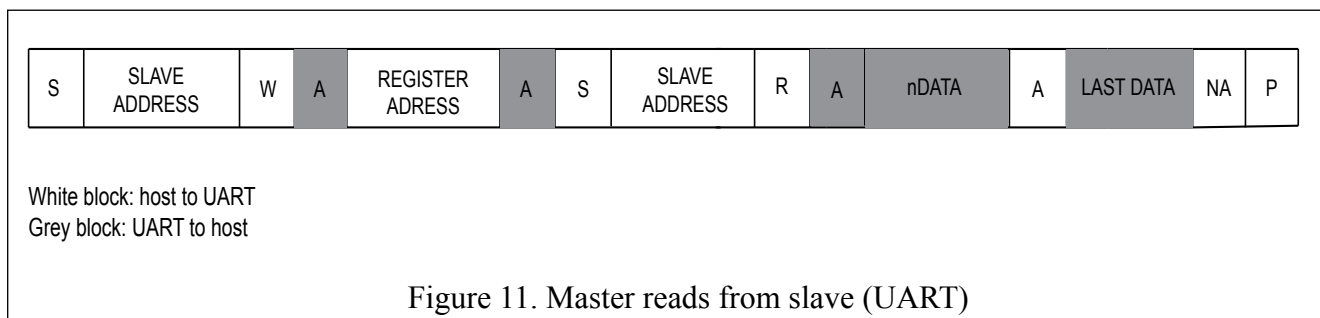 S SLAVE ADDRESS W A REGISTER ADRESS A S SLAVE ADDRESS R A nDATA A LAST DATA NA P
White block: host to UART
Grey block: UART to host
Figure 11. Master reads from slave (UART)